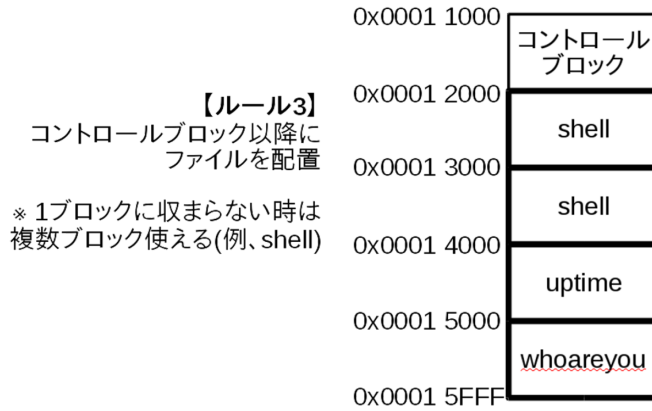 【ルール3】
コントロールブロック以降に
ファイルを配置
※ 1ブロックに収まらない時は
複数ブロック使える(例、shell)
0x0001 1000
コントロール
ブロック
0x0001 2000
shell
0x0001 3000
shell
0x0001 4000
uptime
0x0001 5000
whoareyou
0x0001 5FFF